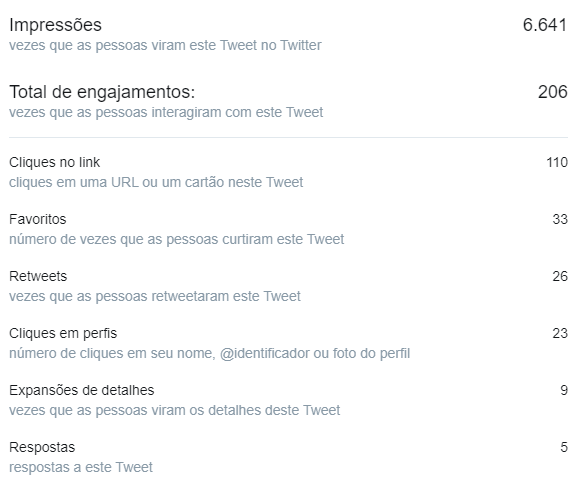 Impressões 6.641
vezes que as pessoas viram este Tweet no Twitter
Total de engajamentos: 206
vezes que as pessoas interagiram com este Tweet
Cliques no link 110
cliques em uma URL ou um cartão neste Tweet
Favoritos 33
número de vezes que as pessoas curtiram este Tweet
Retweets 26
vezes que as pessoas retweetaram este Tweet
Cliques em perfis 23
número de cliques em seu nome, @identificador ou foto do perfil
Expansões de detalhes 9
vezes que as pessoas viram os detalhes deste Tweet
Respostas 5
respostas a este Tweet